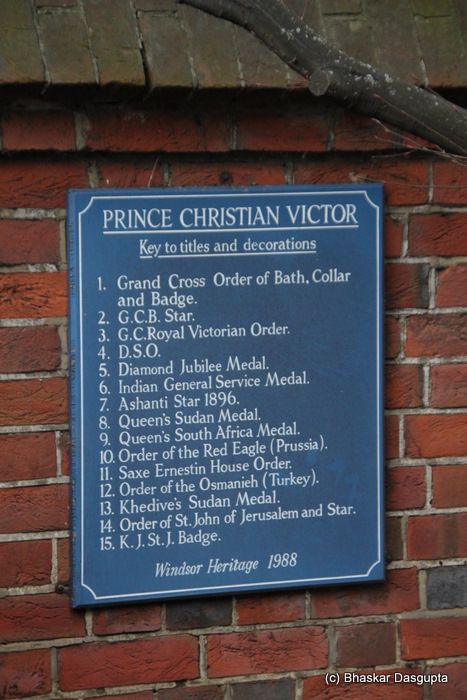 PRINCE CHRISTIAN VICTOR
Key to titles and decorations
1. Grand Cross Order of Bath, Collar
and Badge.
2. G.C.B. Star.
3. G.C.Royal Victorian Order.
4. D.S.O.
5. Diamond Jubilee Medal.
6. Indian General Service Medal.
7. Ashanti Star 1896.
8. Queen's Sudan Medal.
9. Queen's South Africa Medal.
10. Order of the Red Eagle (Prussia).
11. Saxe Ernestin House Order.
12. Order of the Osmanieh (Turkey).
13. Khedive's Sudan Medal.
14. Order of St. John of Jerusalem and Star.
15. K.J. St.J. Badge.
Windsor Heritage 1988
(c) Bhaskar Dasgupta